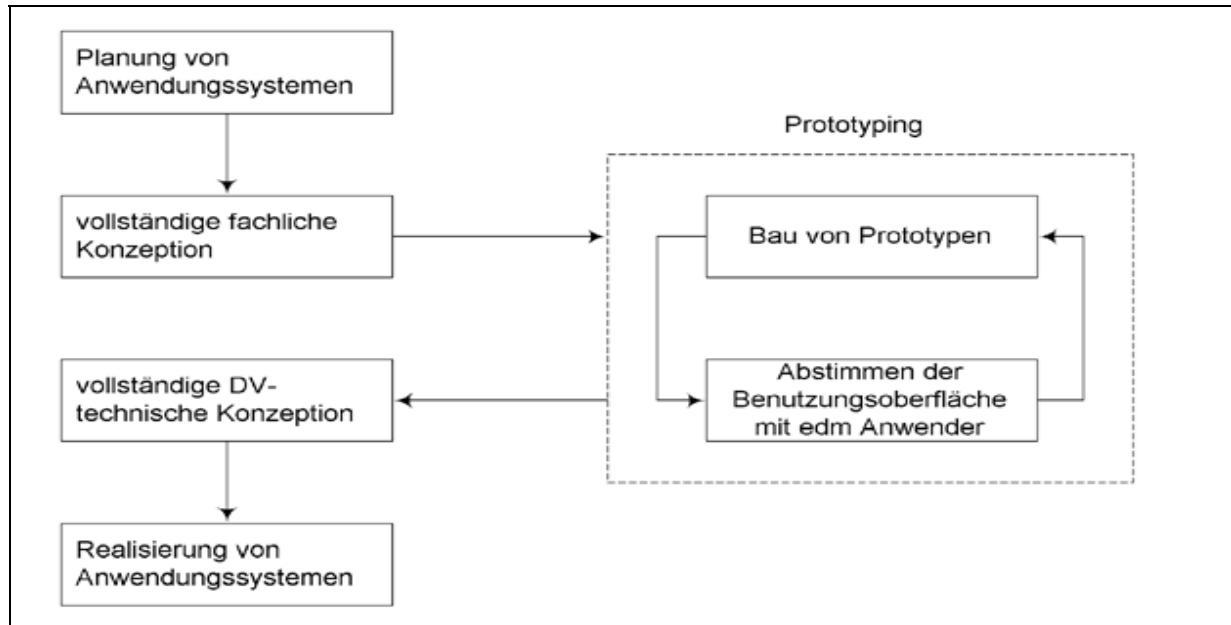 Planung von
Anwendungssystemen
Prototyping
vollständige fachliche
Konzeption
Bau von Prototypen
vollständige DV-
technische Konzeption
Abstimmen der
Benutzungsoberfläche
mit edm Anwender
Realisierung von
Anwendungssystemen